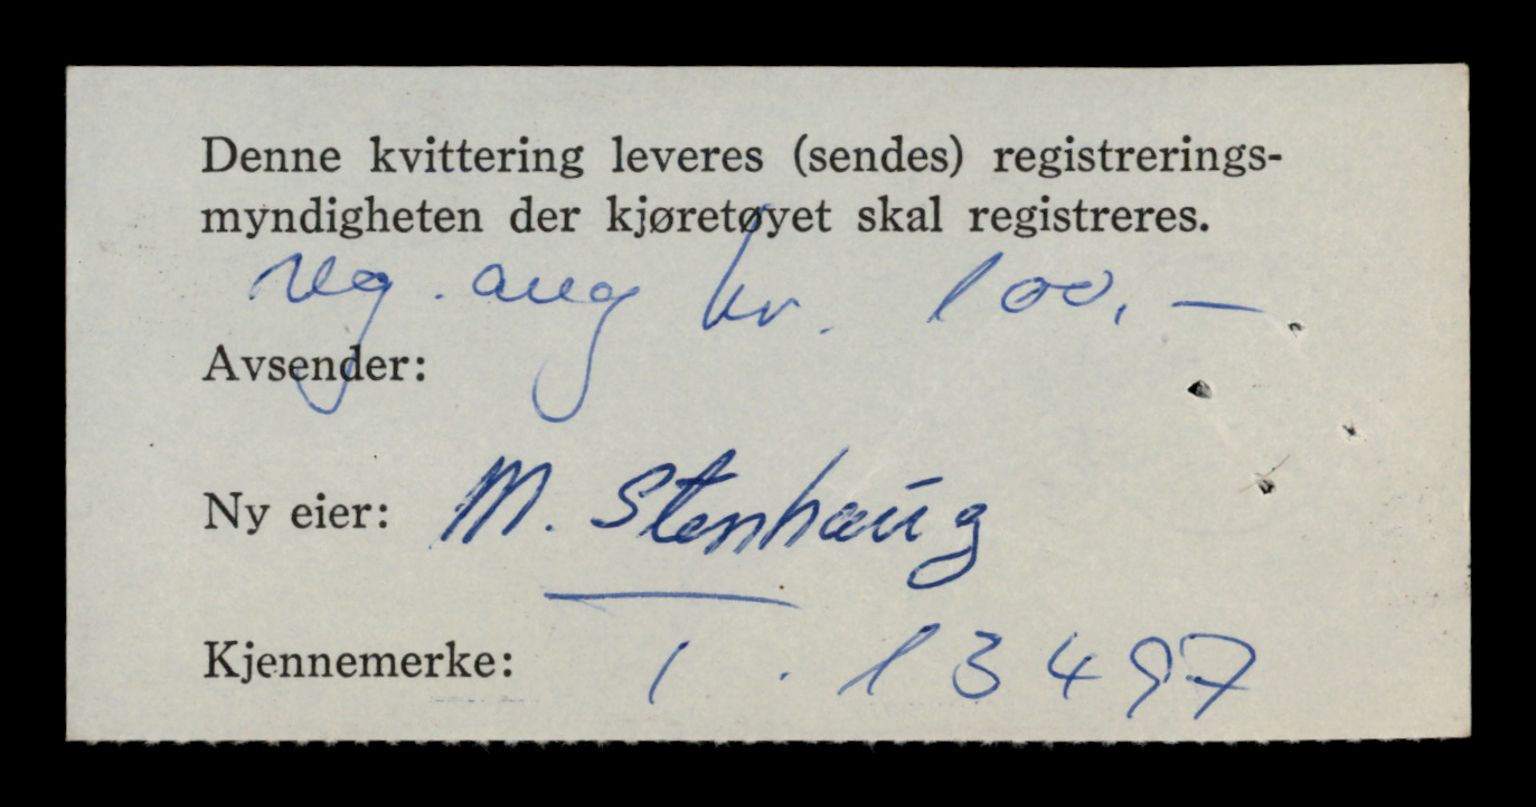 Denne kvittering leveres (sendes) registrerings-
myndigheten der kjøretøyet skal registreres.
reg. avg kr. 100,-
Avsender:
Ny eier: M. Stenhaug
Kjennemerke: . 13497